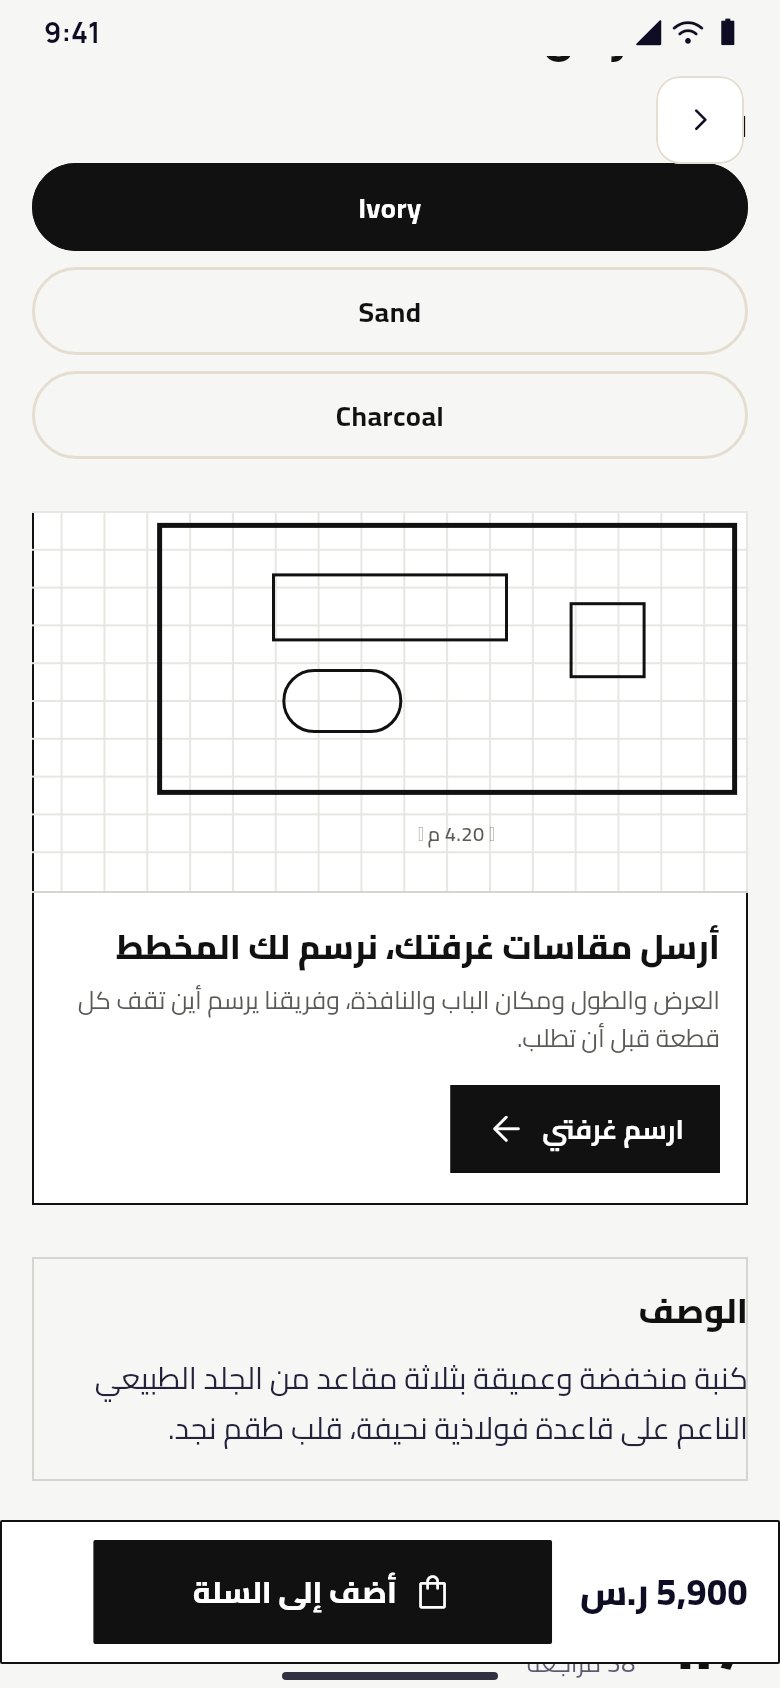 9:41
Ivory
Sand
Charcoal
4.20 م
أرسل مقاسات غرفتك، نرسم لك المخطط
العرض والطول ومكان الباب والنافذة، وفريقنا يرسم أين تقف كل
قطعة قبل أن تطلب.
ارسم غرفتي
الوصف
كنبة منخفضة وعميقة بثلاثة مقاعد من الجلد الطبيعي
الناعم على قاعدة فولاذية نحيفة، قلب طقم نجد.
5,900 ر.س
أضف إلى السلة